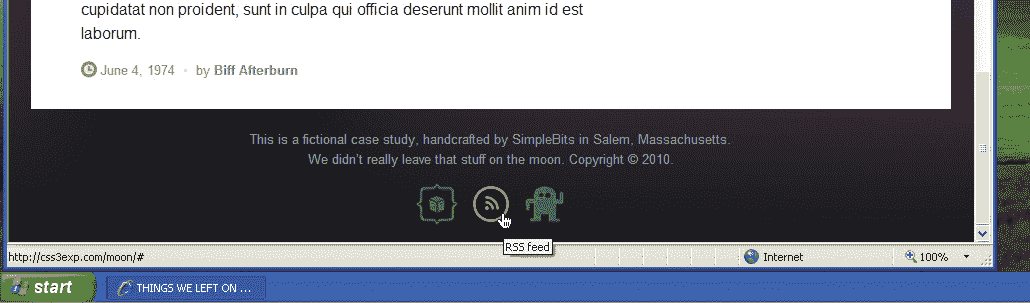 cupidatat non proident, sunt in culpa qui officia deserunt mollit anim id est
laborum.
June 4, 1974 • by Biff Afterburn
This is a fictional case study, handcrafted by SimpleBits in Salem, Massachusetts.
We didn't really leave that stuff on the moon. Copyright © 2010.
RSS feed
http://css3exp.com/moon/#
Internet
100%
start
THINGS WE LEFT ON ...